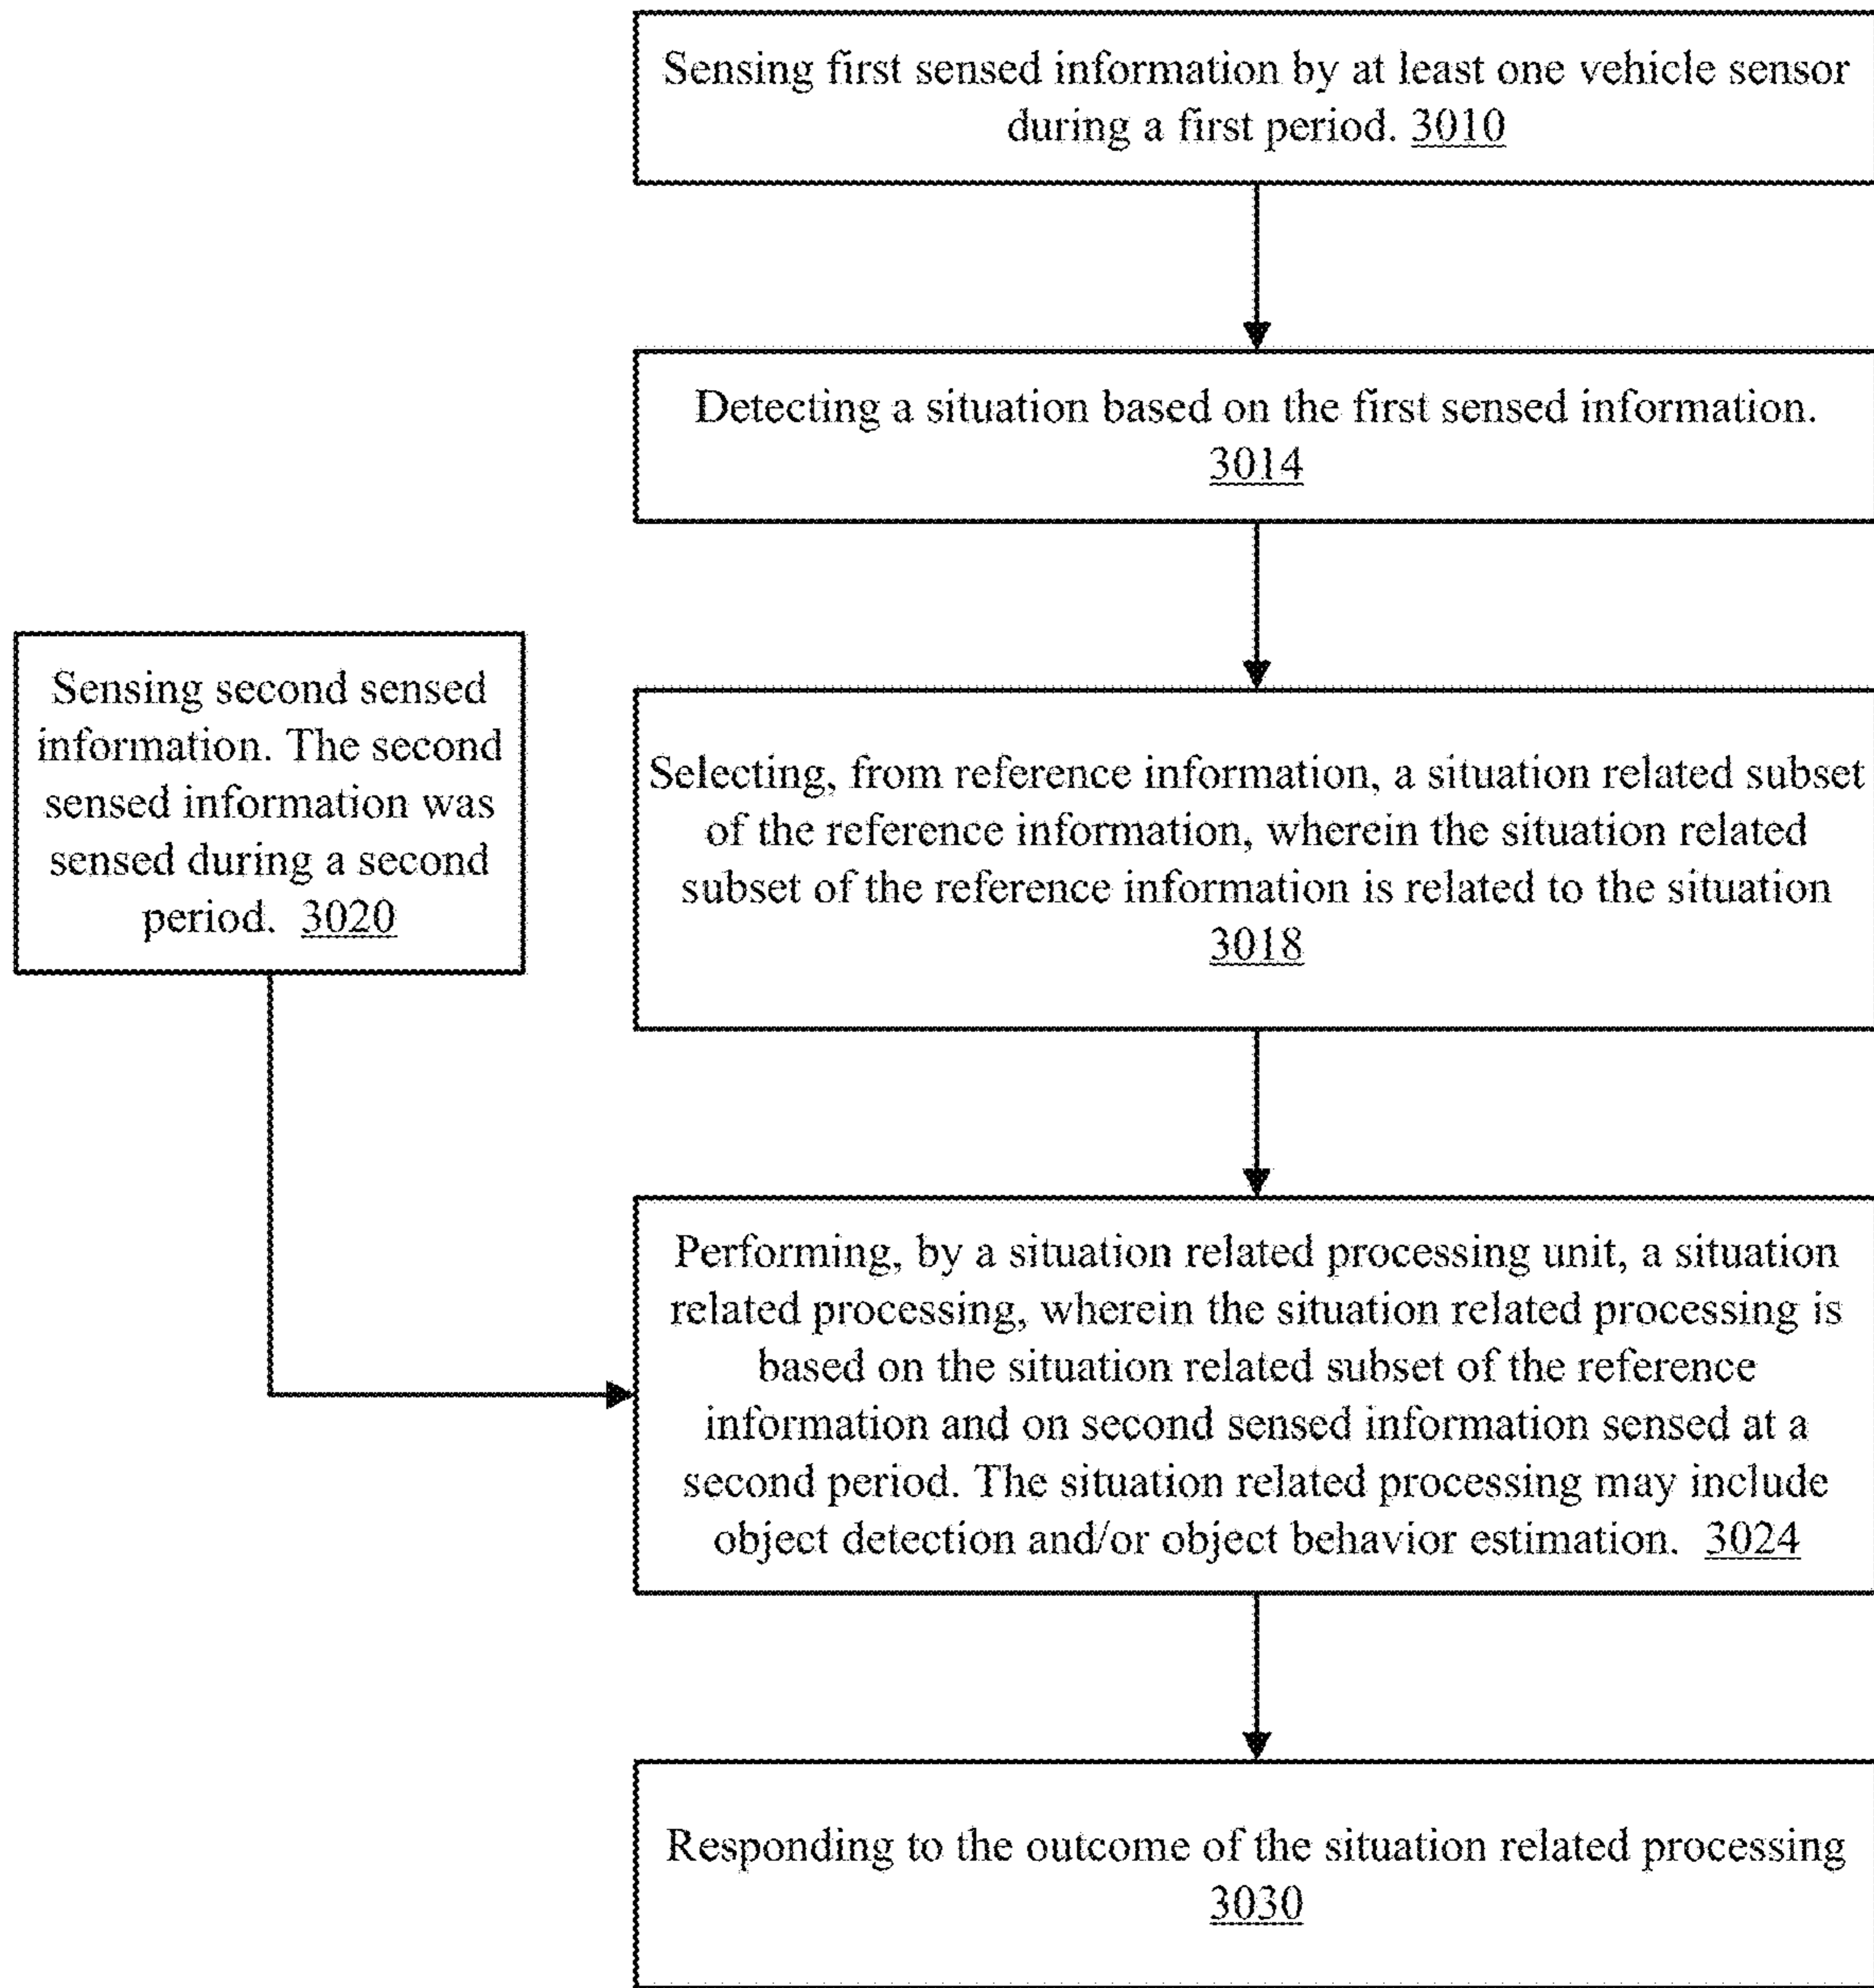 Sensing first sensed information by at least one vehicle sensor
during a first period. 3010
Detecting a situation based on the first sensed information.
3014
Sensing second sensed
information. The second
sensed information was
sensed during a second
period. 3020
Selecting, from reference information, a situation related subset
of the reference information, wherein the situation related
subset of the reference information is related to the situation
3018
Performing, by a situation related processing unit, a situation
related processing, wherein the situation related processing is
based on the situation related subset of the reference
information and on second sensed information sensed at a
second period. The situation related processing may include
object detection and/or object behavior estimation. 3024
Responding to the outcome of the situation related processing
3030